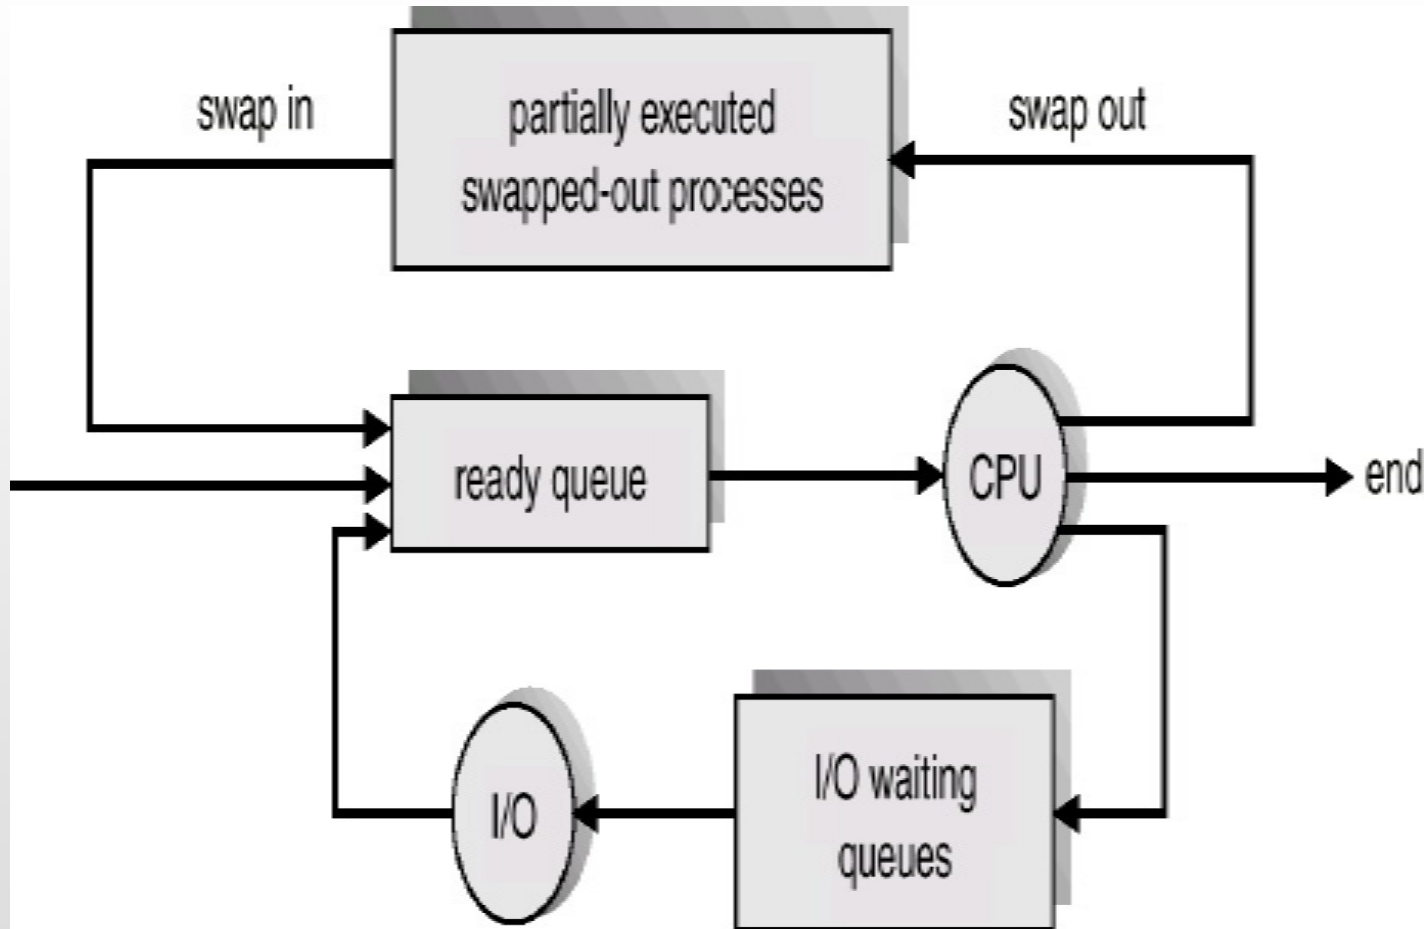 swap in
partially executed
swapped-out processes
swap out
ready queue
CPU
end
I/O
I/O waiting
queues